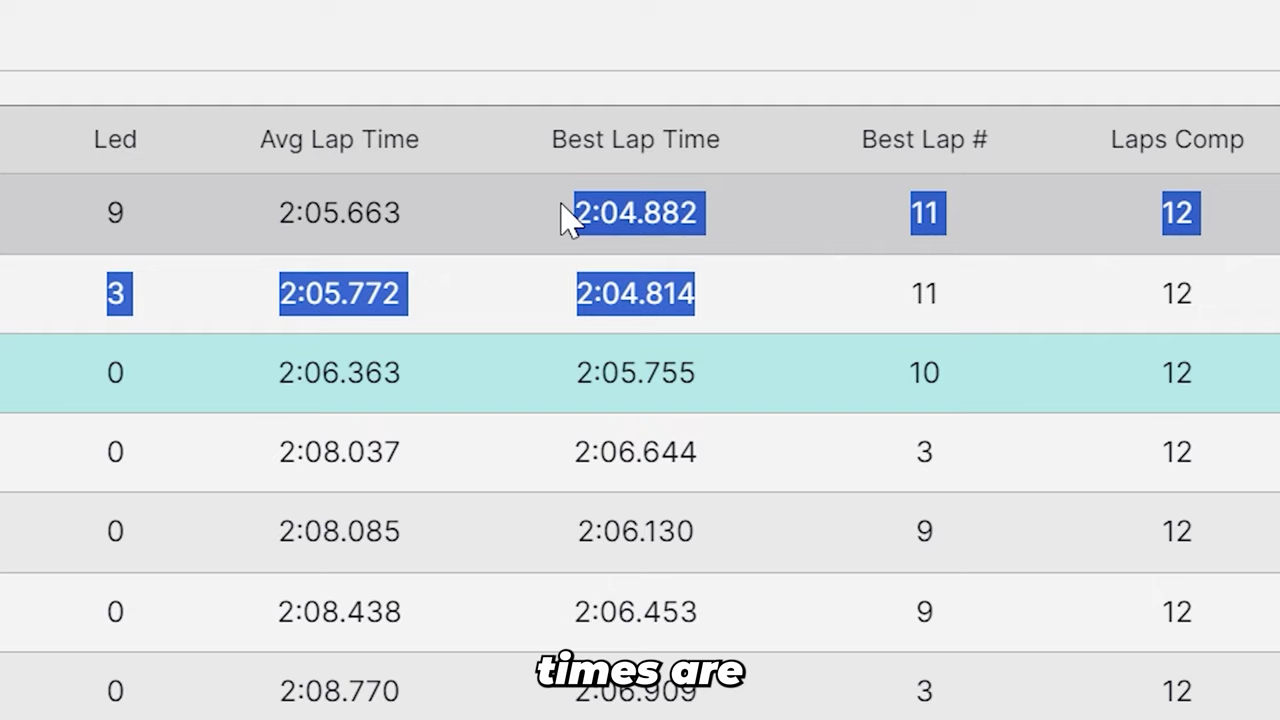 Led Avg Lap Time Best Lap Time Best Lap # Laps Comp
9 2:05.663 2:04.882 11 12
3 2:05.772 2:04.814 11 12
0 2:06.363 2:05.755 10 12
0 2:08.037 2:06.644 3 12
0 2:08.085 2:06.130 9 12
0 2:08.438 2:06.453 9 12
times are
0 2:08.770 2:06.909 3 12